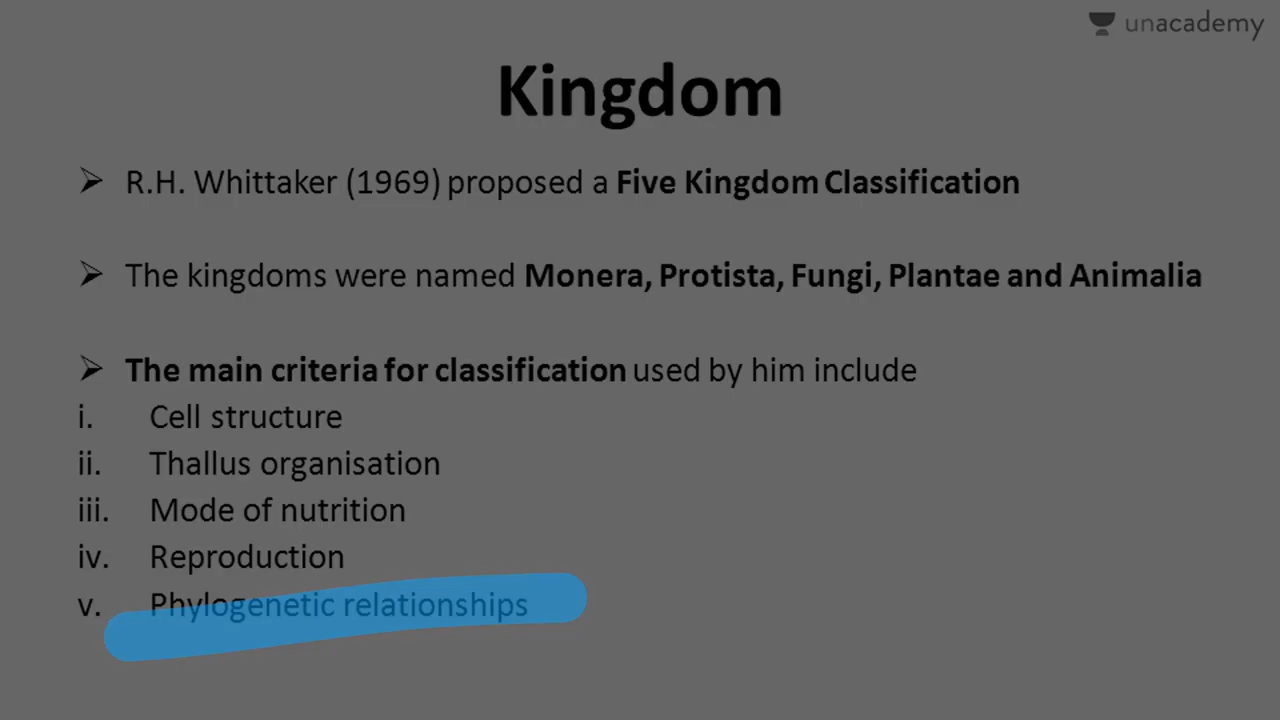 unacademy
Kingdom
➢ R.H. Whittaker (1969) proposed a Five Kingdom Classification
➢ The kingdoms were named Monera, Protista, Fungi, Plantae and Animalia
➢ The main criteria for classification used by him include
i. Cell structure
ii. Thallus organisation
iii. Mode of nutrition
iv. Reproduction
v. Phylogenetic relationships